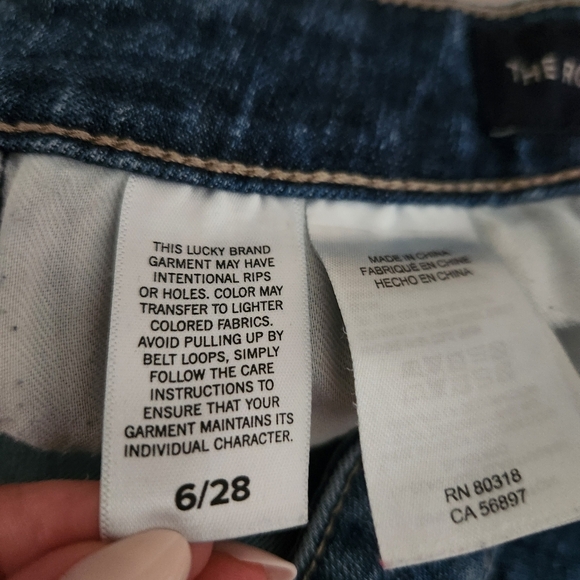 THE
THIS LUCKY BRAND
GARMENT MAY HAVE
INTENTIONAL RIPS
OR HOLES. COLOR MAY
TRANSFER TO LIGHTER
COLORED FABRICS.
AVOID PULLING UP BY
BELT LOOPS, SIMPLY
FOLLOW THE CARE
INSTRUCTIONS TO
ENSURE THAT YOUR
GARMENT MAINTAINS ITS
INDIVIDUAL CHARACTER.
6/28
MADE IN CHINA
FABRIQUÉ EN CHINE
HECHO EN CHINA
RN 80318
CA 56897